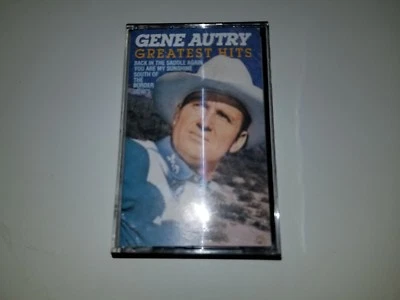 GENE AUTRY
GREATEST HITS
BACK IN THE SADDLE AGAIN
YOU ARE MY SUNSHINE
SOUTH OF
THE
BORDER